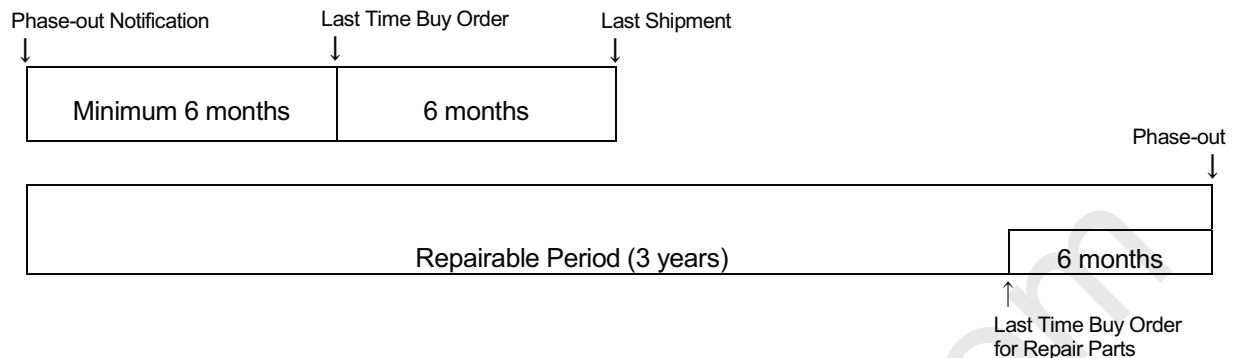 Phase-out Notification
Last Time Buy Order
Last Shipment
Minimum 6 months
6 months
Phase-out
Repairable Period (3 years)
6 months
Last Time Buy Order
for Repair Parts